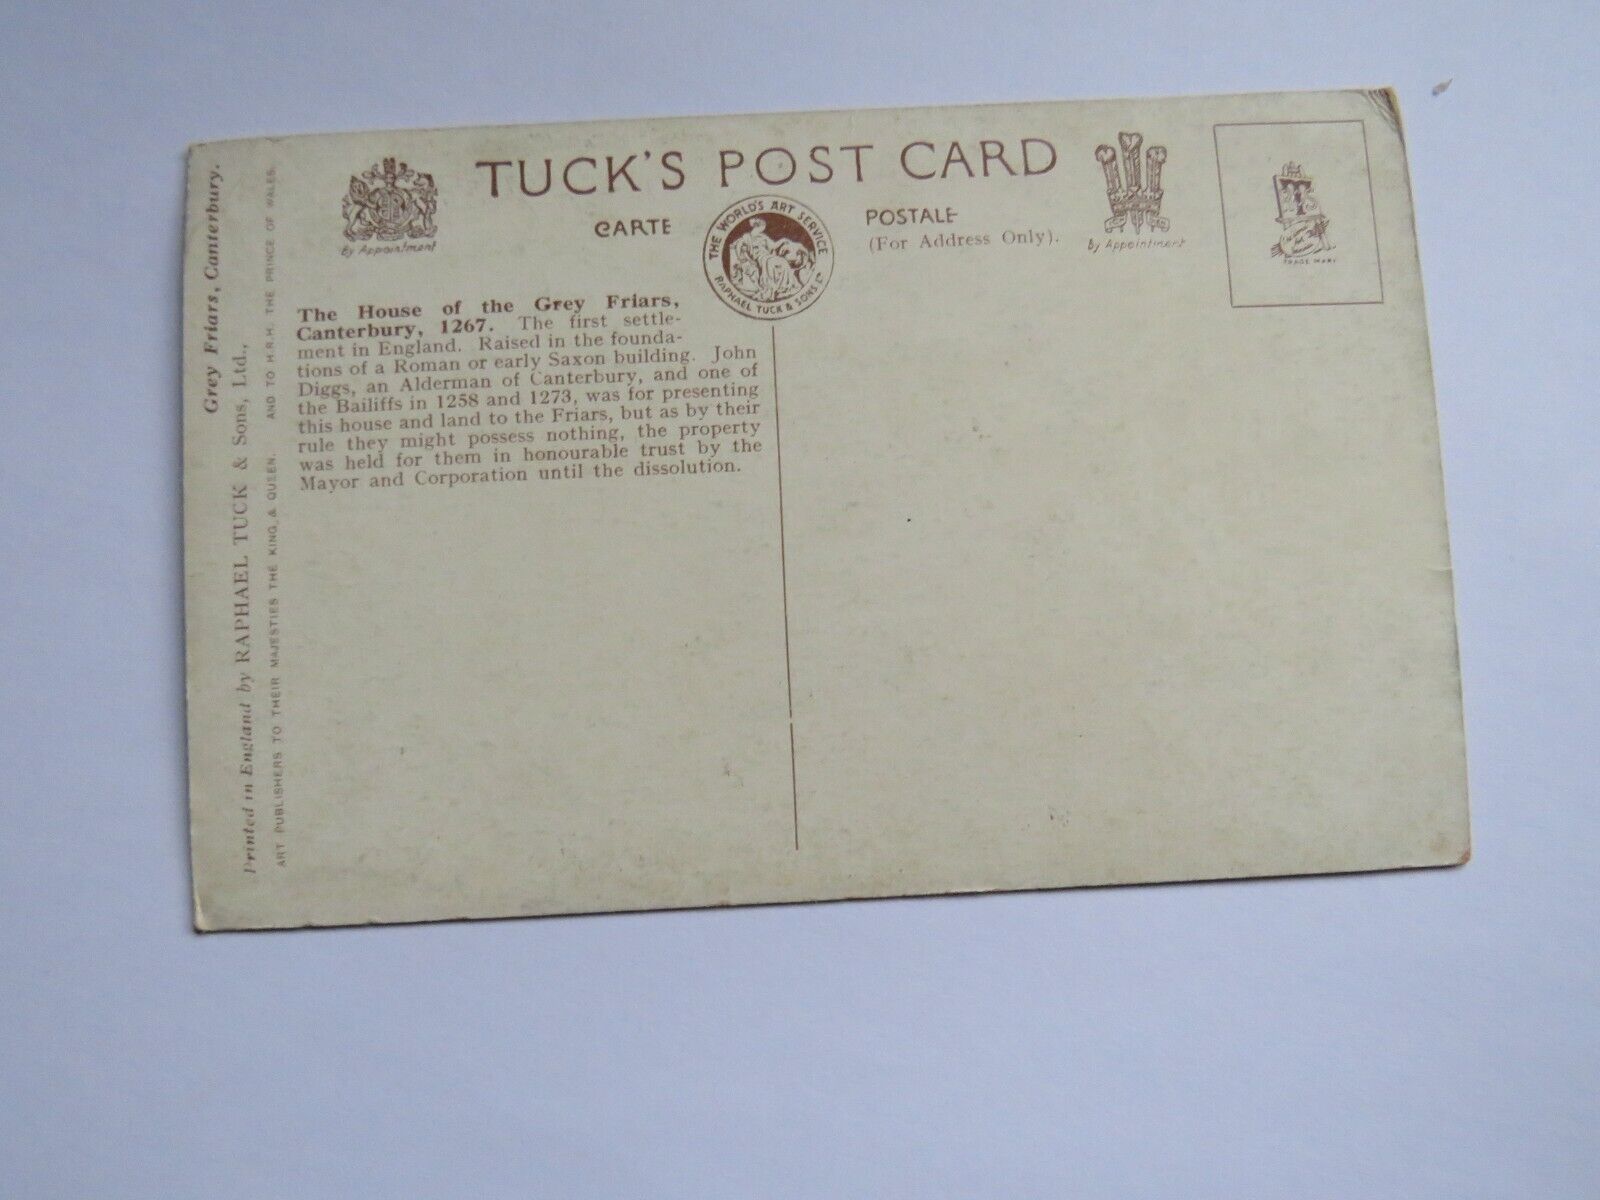 TUCK'S POST CARD
CARTE POSTALE
(For Address Only).
By Appointment
By Appointment
THE WORLD'S ART SERVICE
RAPHAEL TUCK & SONS LD
TRADE MARK
The House of the Grey Friars,
Canterbury, 1267. The first settle-
ment in England. Raised in the founda-
tions of a Roman or early Saxon building. John
Diggs, an Alderman of Canterbury, and one of
the Bailiffs in 1258 and 1273, was for presenting
this house and land to the Friars, but as by their
rule they might possess nothing, the property
was held for them in honourable trust by the
Mayor and Corporation until the dissolution.
Grey Friars, Canterbury.
Printed in England by RAPHAEL TUCK & Sons, Ltd.,
ART PUBLISHERS TO THEIR MAJESTIES THE KING & QUEEN. AND TO H.R.H. THE PRINCE OF WALES.